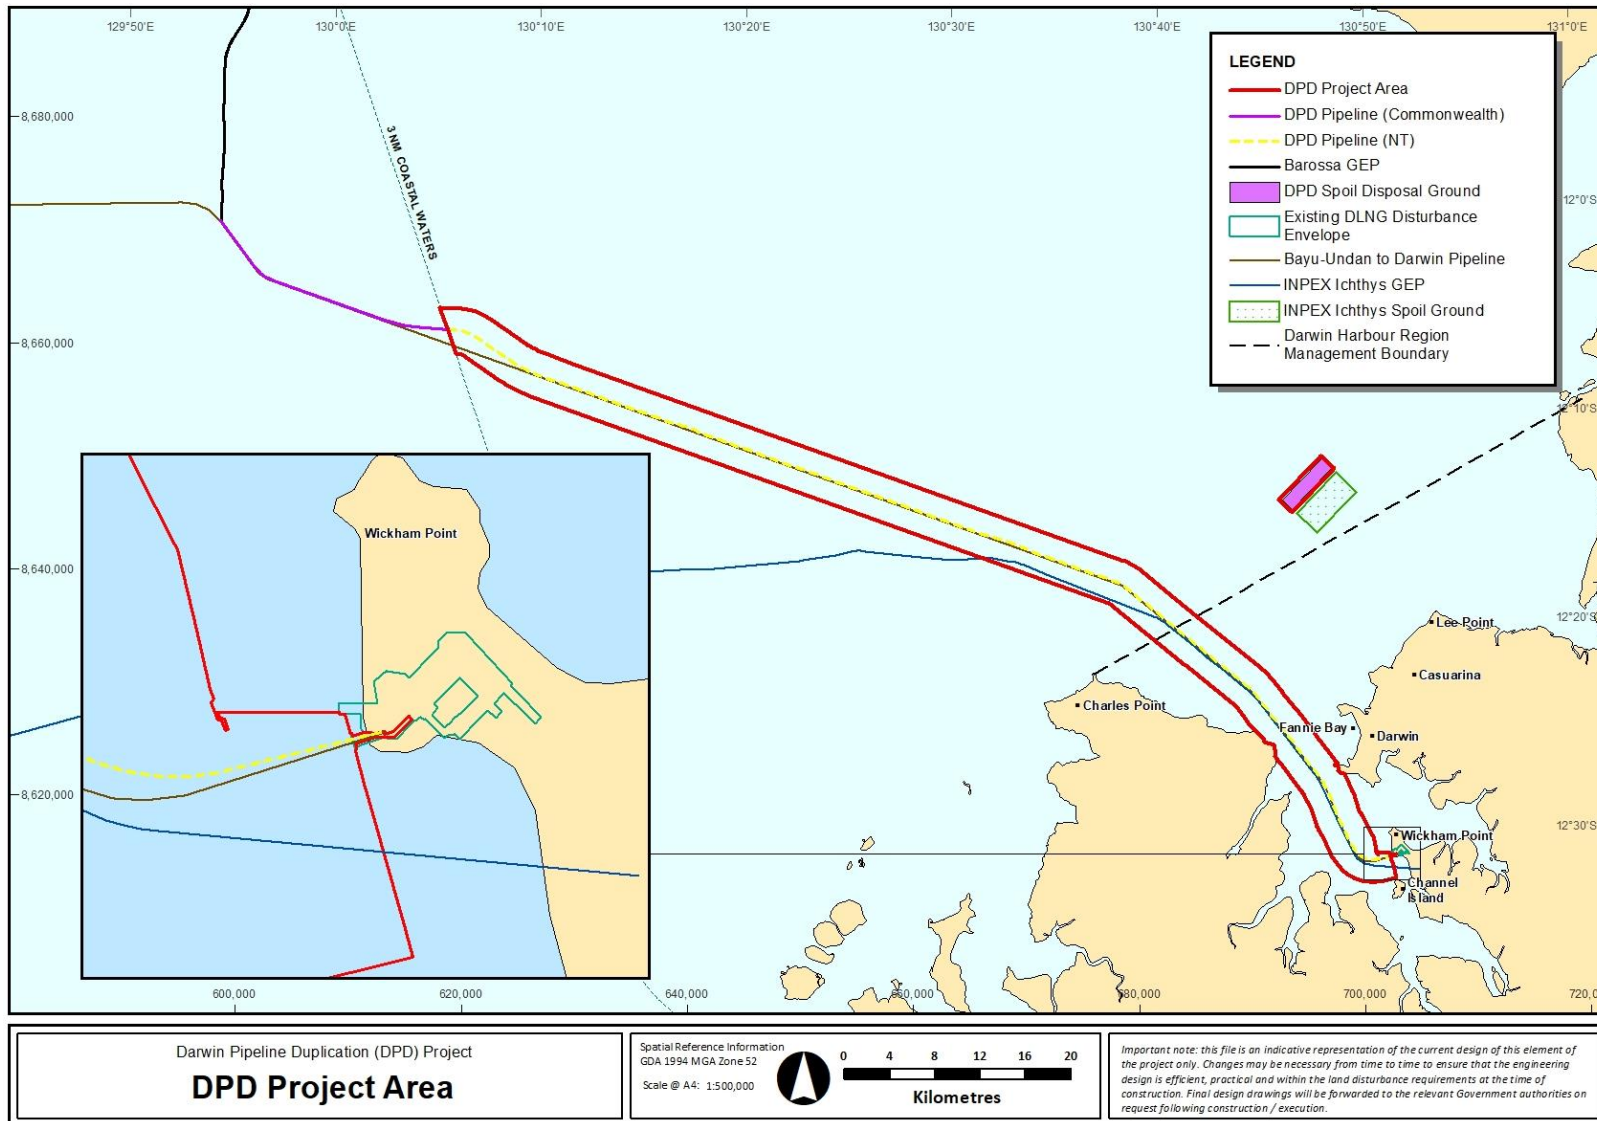 129°50'E
130°0'E
130°10'E
130°20'E
130°30'E
130°40'E
130°50'E
131°0'E
LEGEND
DPD Project Area
DPD Pipeline (Commonwealth)
DPD Pipeline (NT)
Barossa GEP
DPD Spoil Disposal Ground
Existing DLNG Disturbance
Envelope
Bayu-Undan to Darwin Pipeline
INPEX Ichthys GEP
INPEX Ichthys Spoil Ground
Darwin Harbour Region
Management Boundary
8,680,000
3 NM COASTAL WATERS
12°0'S
8,660,000
12°10'S
Wickham Point
8,640,000
12°20'S
Lee Point
Casuarina
Charles Point
Fannie Bay
Darwin
8,620,000
12°30'S
Wickham Point
Channel
Island
600,000
620,000
640,000
660,000
680,000
700,000
Darwin Pipeline Duplication (DPD) Project
DPD Project Area
Spatial Reference Information
GDA 1994 MGA Zone 52
Scale @ A4: 1:500,000
0 4 8 12 16 20
Kilometres
Important note: this file is an indicative representation of the current design of this element of
the project only. Changes may be necessary from time to time to ensure that the engineering
design is efficient, practical and within the land disturbance requirements at the time of
construction. Final design drawings will be forwarded to the relevant Government authorities on
request following construction / execution.